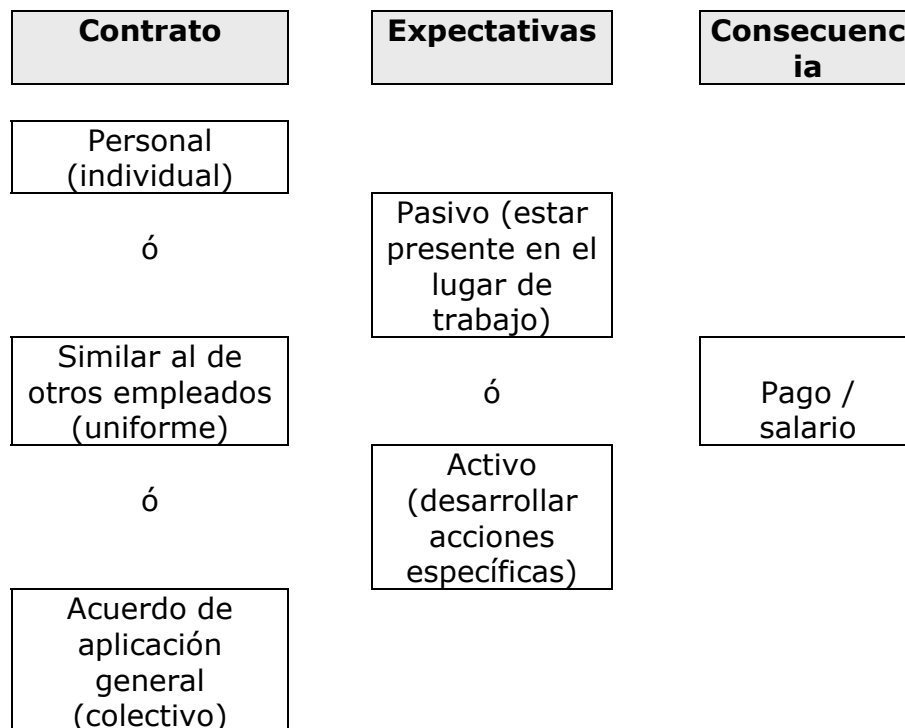 Contrato
Expectativas
Consecuenc
ia
Personal
(individual)
ó
Similar al de
otros empleados
(uniforme)
ó
Acuerdo de
aplicación
general
(colectivo)
Pasivo (estar
presente en el
lugar de
trabajo)
ó
Activo
(desarrollar
acciones
específicas)
Pago /
salario